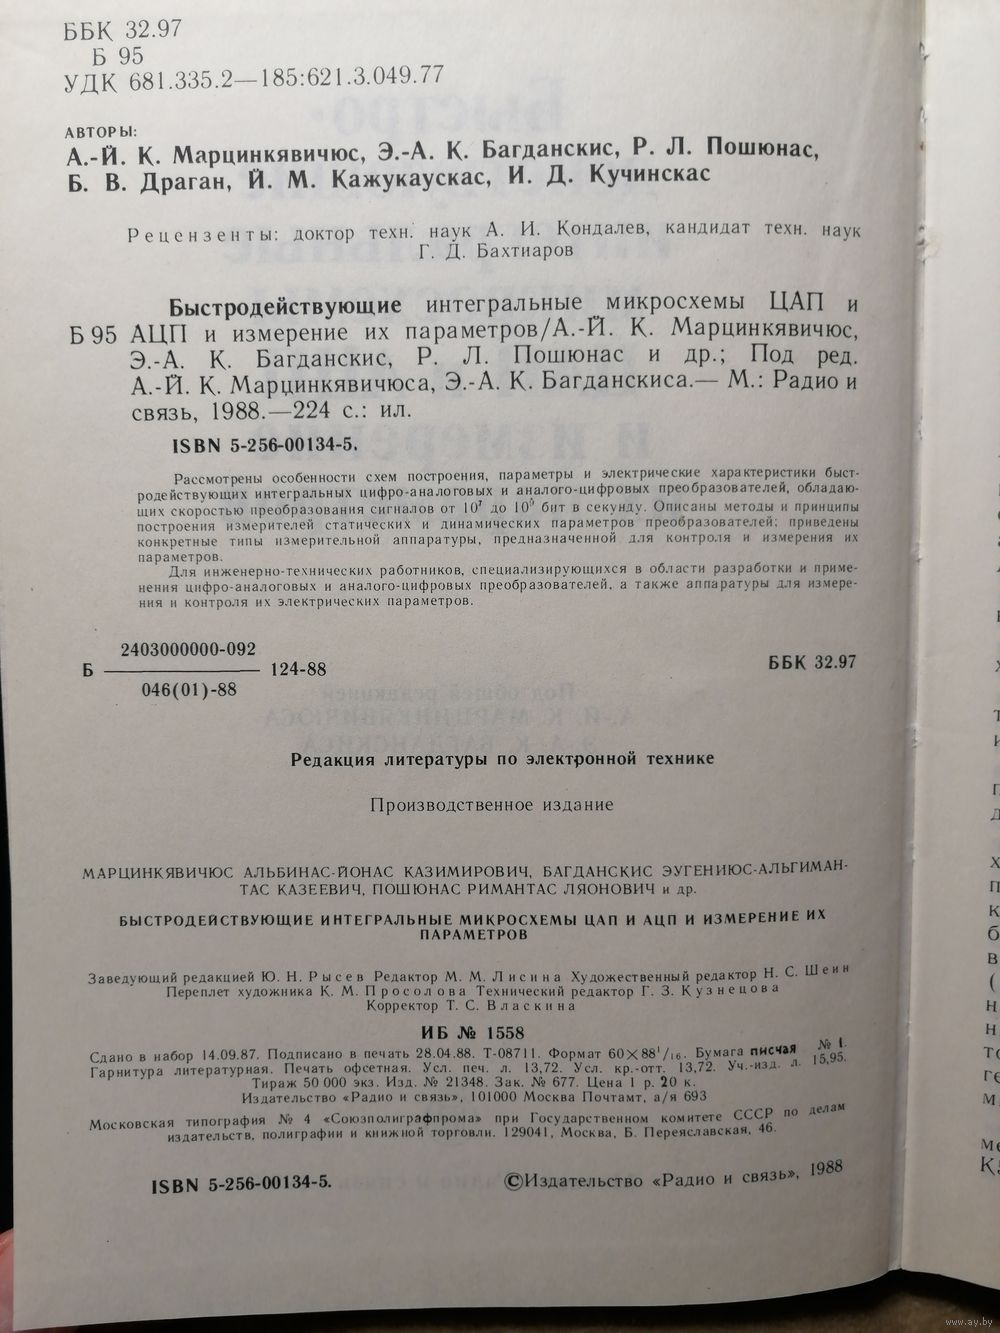 ББК 32.97
Б 95
УДК 681.335.2—185:621.3.049.77
АВТОРЫ:
А.-Й. К. Марцинкявичюс, Э.-А. К. Багданскис, Р. Л. Пошюнас,
Б. В. Драган, Й. М. Кажукаускас, И. Д. Кучинскас
Рецензенты: доктор техн. наук А. И. Кондалев, кандидат техн. наук
Г. Д. Бахтиаров
Быстродействующие интегральные микросхемы ЦАП и
Б 95 АЦП и измерение их параметров/А.-Й. К. Марцинкявичюс,
Э.-А. К. Багданскис, Р. Л. Пошюнас и др.; Под ред.
А.-Й. К. Марцинкявичюса, Э.-А. К. Багданскиса.— М.: Радио и
связь, 1988.—224 с.: ил.
ISBN 5-256-00134-5.
Рассмотрены особенности схем построения, параметры и электрические характеристики быст-
родействующих интегральных цифро-аналоговых и аналого-цифровых преобразователей, обладаю-
щих скоростью преобразования сигналов от 10⁷ до 10⁹ бит в секунду. Описаны методы и принципы
построения измерителей статических и динамических параметров преобразователей; приведены
конкретные типы измерительной аппаратуры, предназначенной для контроля и измерения их
параметров.
Для инженерно-технических работников, специализирующихся в области разработки и приме-
нения цифро-аналоговых и аналого-цифровых преобразователей, а также аппаратуры для измере-
ния и контроля их электрических параметров.
2403000000-092
Б 124-88
046(01)-88
ББК 32.97
Редакция литературы по электронной технике
Производственное издание
МАРЦИНКЯВИЧЮС АЛЬБИНАС-ЙОНАС КАЗИМИРОВИЧ, БАГДАНСКИС ЭУГЕНИЮС-АЛЬГИМАН-
ТАС КАЗЕЕВИЧ, ПОШЮНАС РИМАНТАС ЛЯОНОВИЧ и др.
БЫСТРОДЕЙСТВУЮЩИЕ ИНТЕГРАЛЬНЫЕ МИКРОСХЕМЫ ЦАП И АЦП И ИЗМЕРЕНИЕ ИХ
ПАРАМЕТРОВ
Заведующий редакцией Ю. Н. Рысев Редактор М. М. Лисина Художественный редактор Н. С. Шеин
Переплет художника К. М. Просолова Технический редактор Г. З. Кузнецова
Корректор Т. С. Власкина
ИБ № 1558
Сдано в набор 14.09.87. Подписано в печать 28.04.88. Т-08711. Формат 60×88¹/₁₆. Бумага писчая № 1.
Гарнитура литературная. Печать офсетная. Усл. печ. л. 13,72. Усл. кр.-отт. 13,72. Уч.-изд. л. 15,95.
Тираж 50 000 экз. Изд. № 21348. Зак. № 677. Цена 1 р. 20 к.
Издательство «Радио и связь», 101000 Москва Почтамт, а/я 693
Московская типография № 4 «Союзполиграфпрома» при Государственном комитете СССР по делам
издательств, полиграфии и книжной торговли. 129041, Москва, Б. Переяславская, 46.
ISBN 5-256-00134-5.
©Издательство «Радио и связь», 1988
www.ay.by